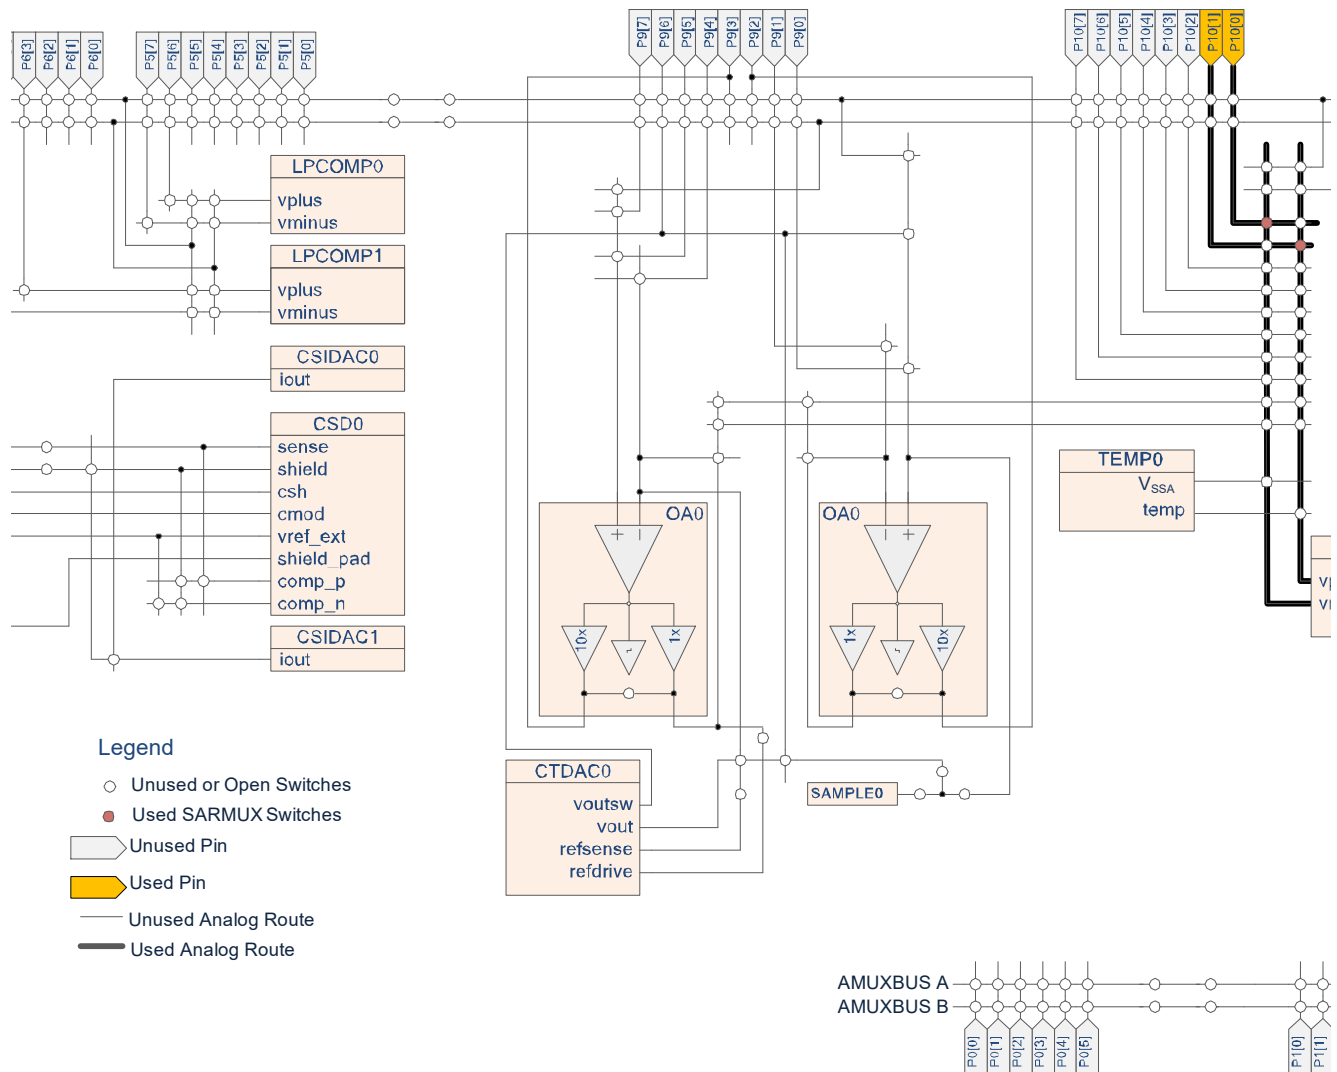 P6[3]
P6[2]
P6[1]
P6[0]
P5[7]
P5[6]
P5[5]
P5[4]
P5[3]
P5[2]
P5[1]
P5[0]
P9[7]
P9[6]
P9[5]
P9[4]
P9[3]
P9[2]
P9[1]
P9[0]
P10[7]
P10[6]
P10[5]
P10[4]
P10[3]
P10[2]
P10[1]
P10[0]
LPCOMP0
vplus
vminus
LPCOMP1
vplus
vminus
CSIDAC0
iout
CSD0
sense
shield
csh
cmod
vref_ext
shield_pad
comp_p
comp_n
CSIDAC1
iout
OA0
+
10x
1x
OA0
+
1x
10x
TEMP0
VSSA
temp
CTDAC0
voutsw
vout
refsense
refdrive
SAMPLE0
Legend
Unused or Open Switches
Used SARMUX Switches
Unused Pin
Used Pin
Unused Analog Route
Used Analog Route
AMUXBUS A
AMUXBUS B
P0[0]
P0[1]
P0[2]
P0[3]
P0[4]
P0[5]
P1[0]
P1[1]